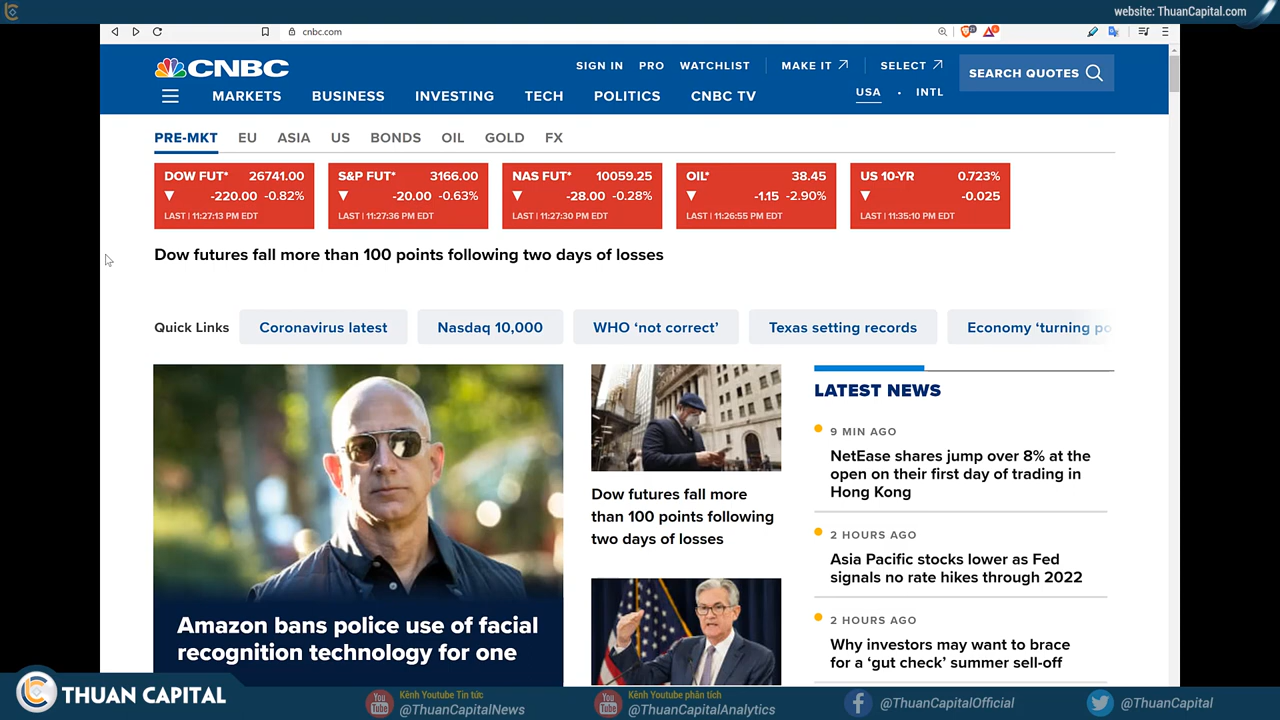 website: ThuanCapital.com
cnbc.com
CNBC
SIGN IN PRO WATCHLIST MAKE IT SELECT
SEARCH QUOTES
MARKETS BUSINESS INVESTING TECH POLITICS CNBC TV
USA • INTL
PRE-MKT EU ASIA US BONDS OIL GOLD FX
DOW FUT* 26741.00
▼ -220.00 -0.82%
LAST | 11:27:13 PM EDT
S&P FUT* 3166.00
▼ -20.00 -0.63%
LAST | 11:27:36 PM EDT
NAS FUT* 10059.25
▼ -28.00 -0.28%
LAST | 11:27:30 PM EDT
OIL* 38.45
▼ -1.15 -2.90%
LAST | 11:26:55 PM EDT
US 10-YR 0.723%
▼ -0.025
LAST | 11:35:10 PM EDT
Dow futures fall more than 100 points following two days of losses
Quick Links
Coronavirus latest
Nasdaq 10,000
WHO ‘not correct’
Texas setting records
Economy ‘turning po
Amazon bans police use of facial
recognition technology for one
Dow futures fall more
than 100 points following
two days of losses
LATEST NEWS
9 MIN AGO
NetEase shares jump over 8% at the
open on their first day of trading in
Hong Kong
2 HOURS AGO
Asia Pacific stocks lower as Fed
signals no rate hikes through 2022
2 HOURS AGO
Why investors may want to brace
for a ‘gut check’ summer sell-off
THUAN CAPITAL
You Tube
Kênh Youtube Tin tức:
@ThuanCapitalNews
You Tube
Kênh Youtube phân tích
@ThuanCapitalAnalytics
@ThuanCapitalOfficial
@ThuanCapital